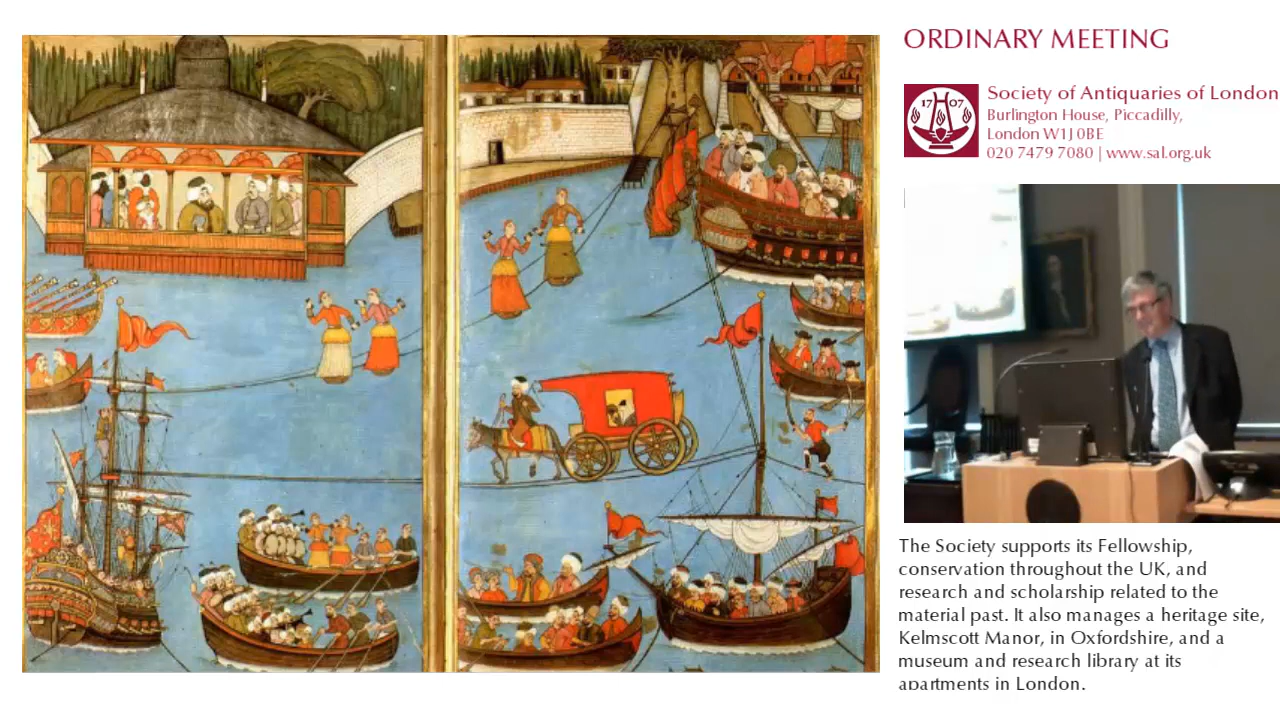 ORDINARY MEETING
1707
Society of Antiquaries of London
Burlington House, Piccadilly,
London W1J 0BE
020 7479 7080 | www.sal.org.uk
The Society supports its Fellowship,
conservation throughout the UK, and
research and scholarship related to the
material past. It also manages a heritage site,
Kelmscott Manor, in Oxfordshire, and a
museum and research library at its
apartments in London.